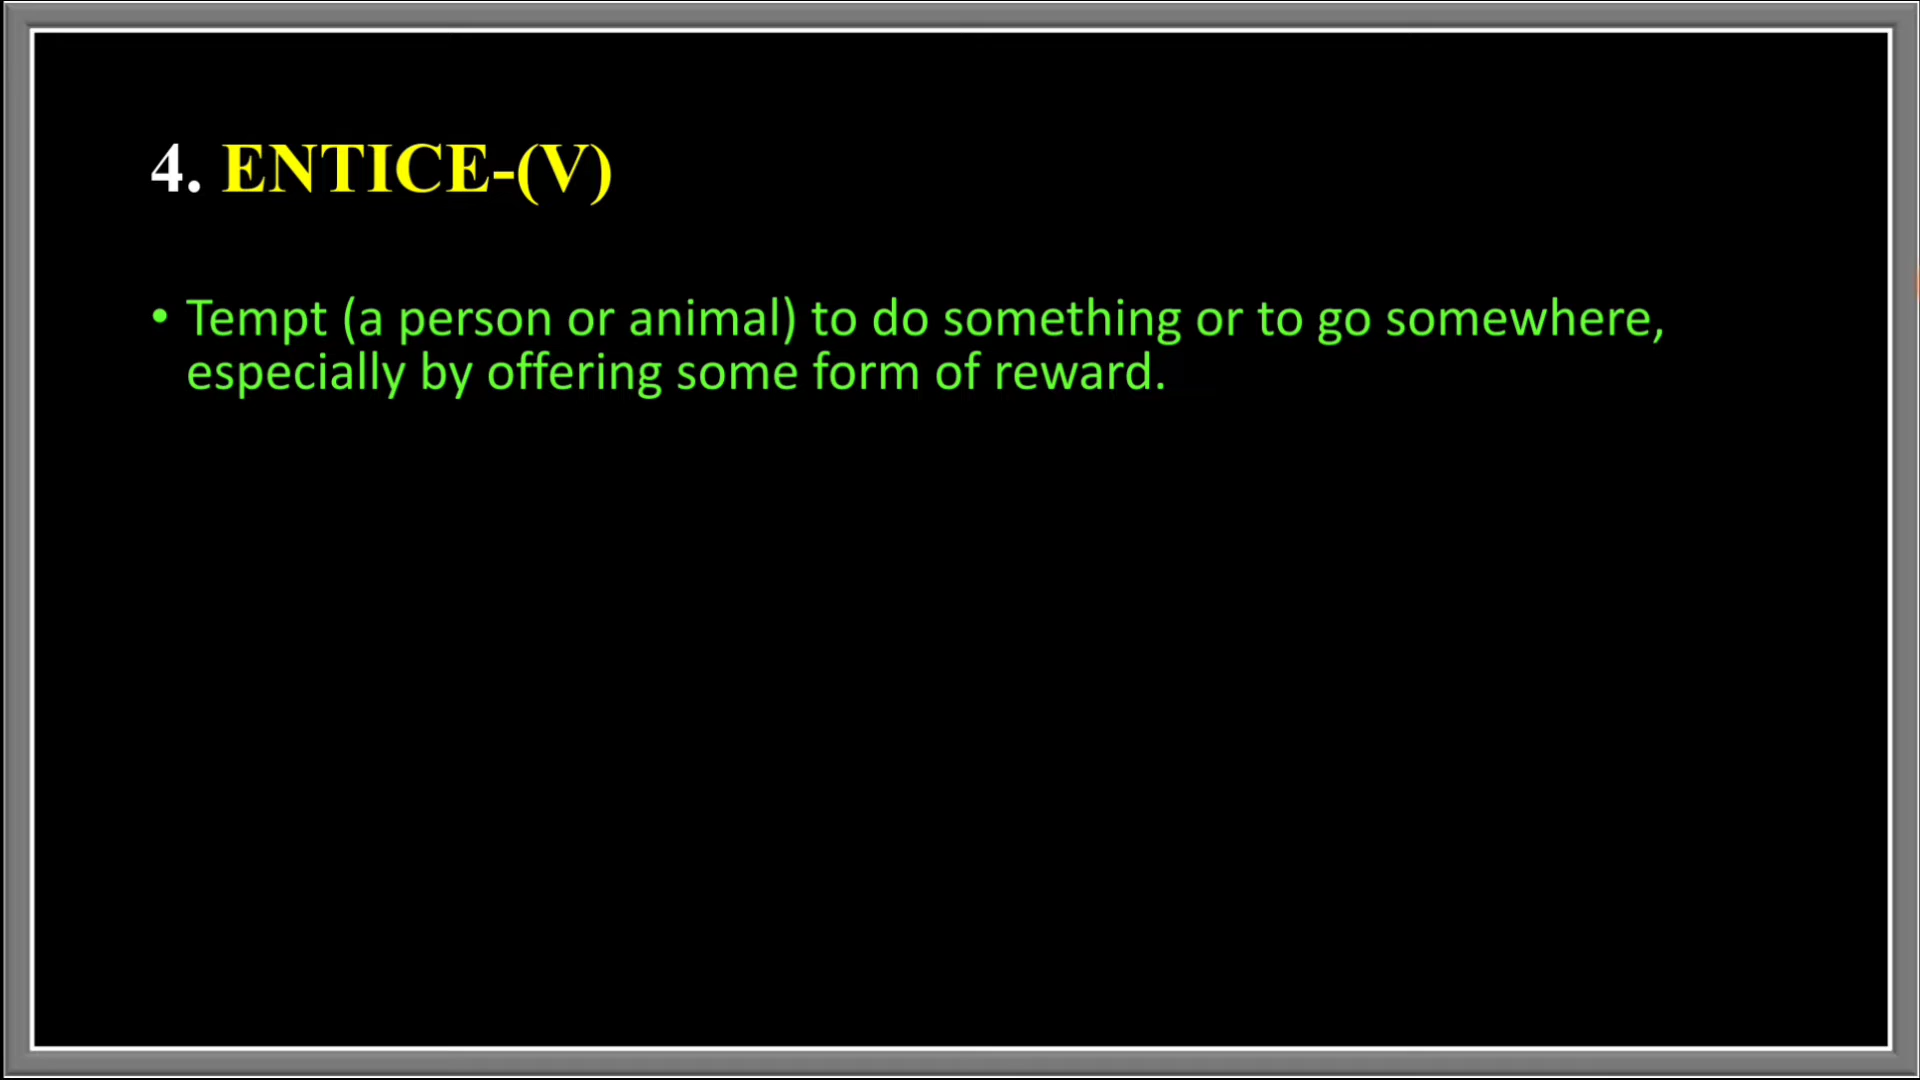 4. ENTICE-(V)
• Tempt (a person or animal) to do something or to go somewhere,
especially by offering some form of reward.